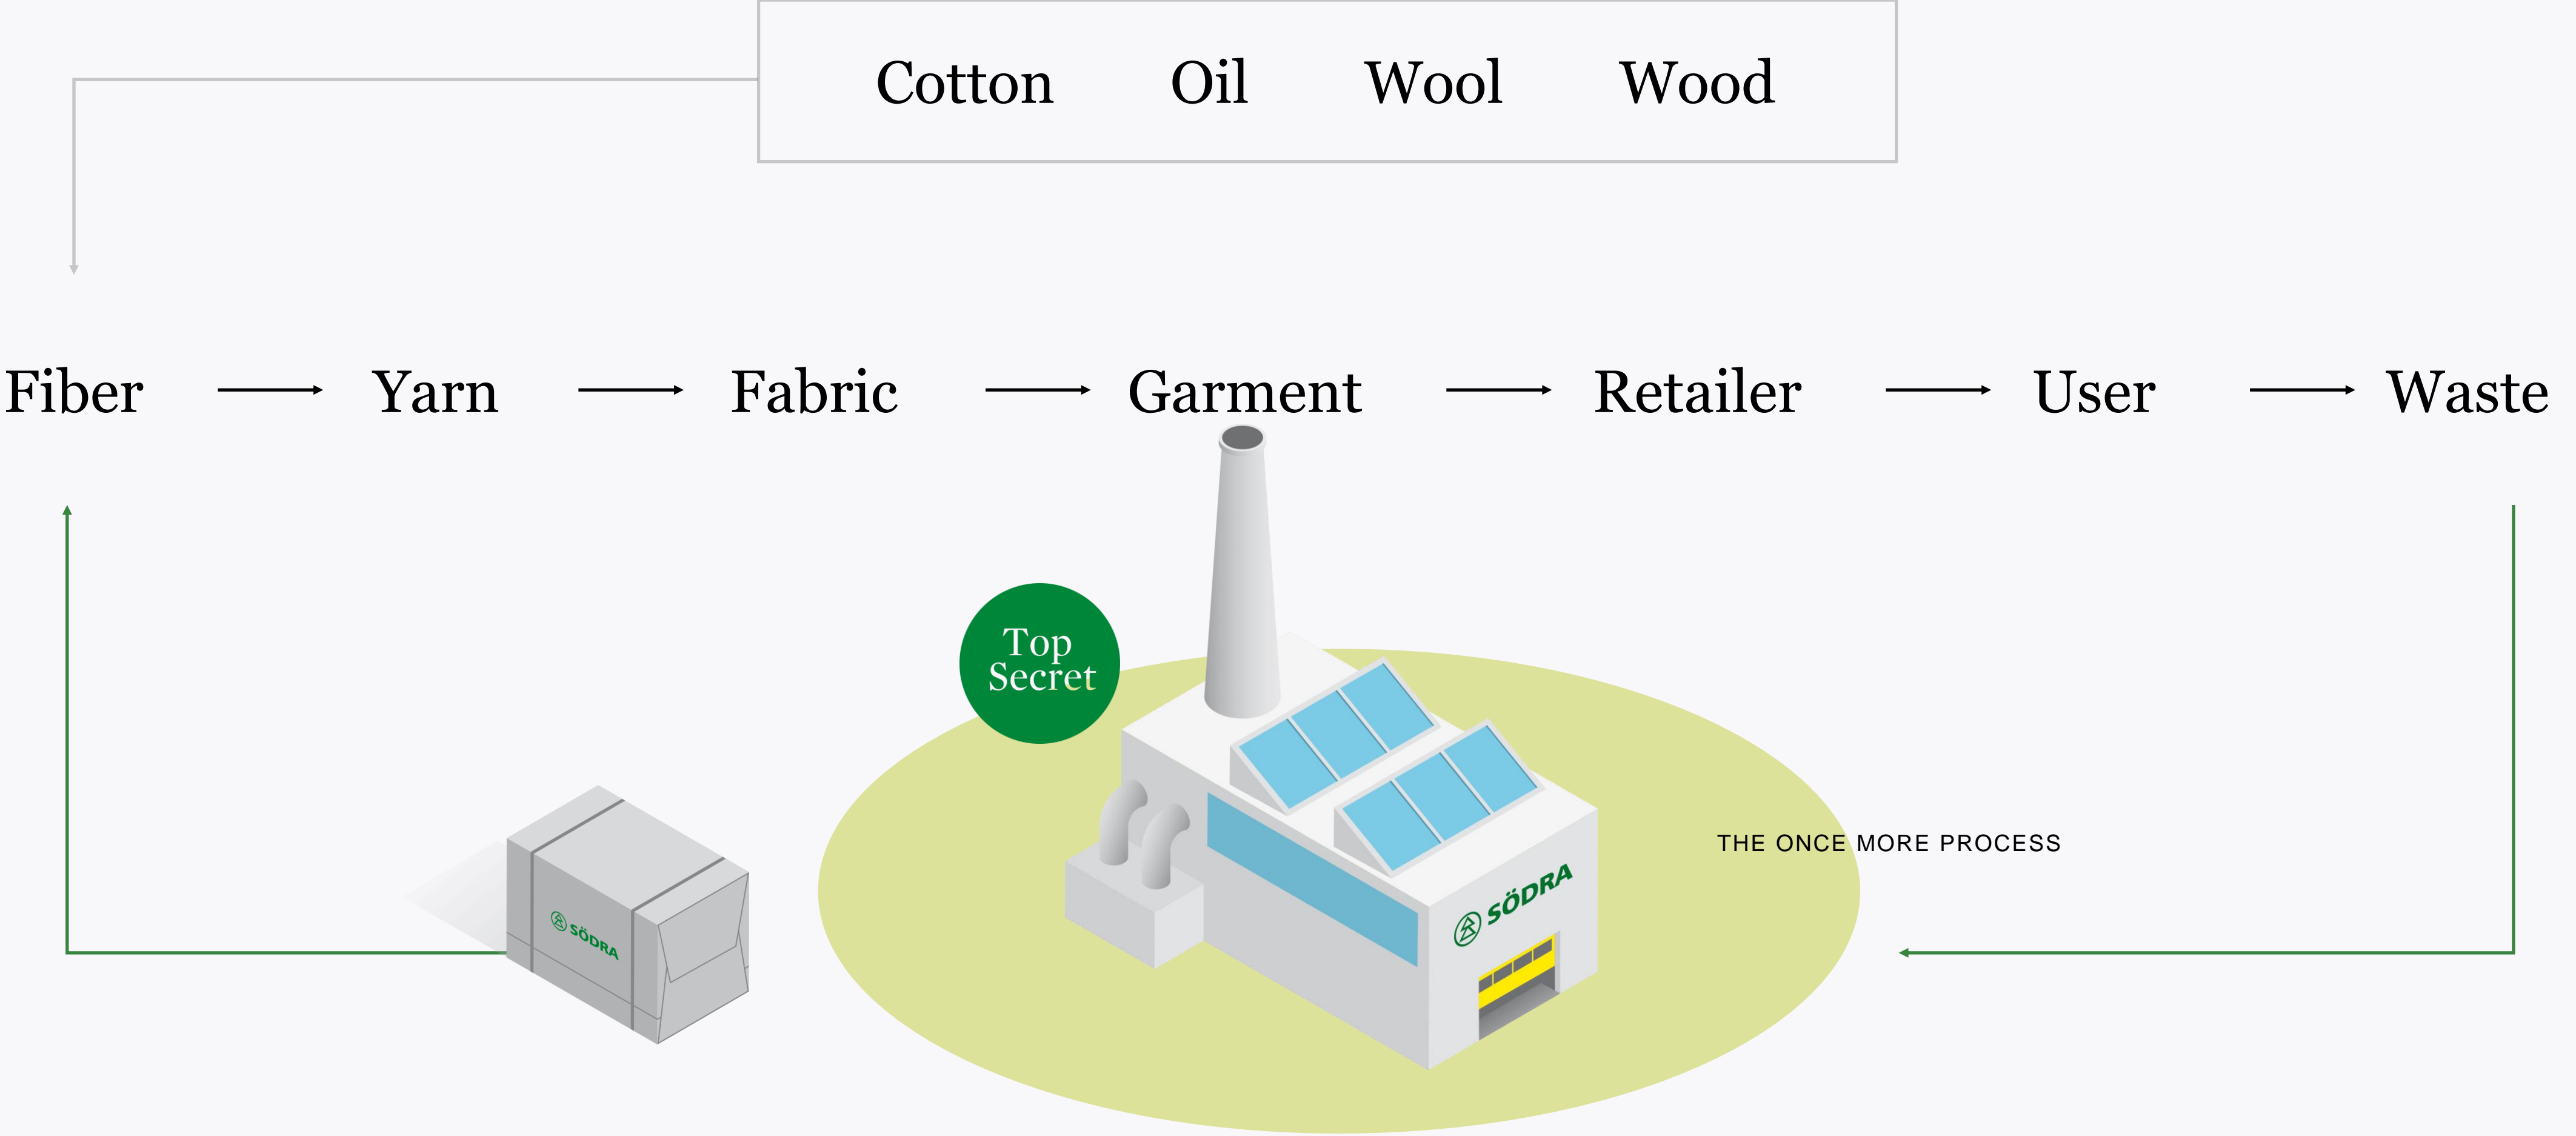 Cotton Oil Wool Wood
Fiber Yarn Fabric Garment Retailer User Waste
Top
Secret
THE ONCE MORE PROCESS
SÖDRA
SÖDRA